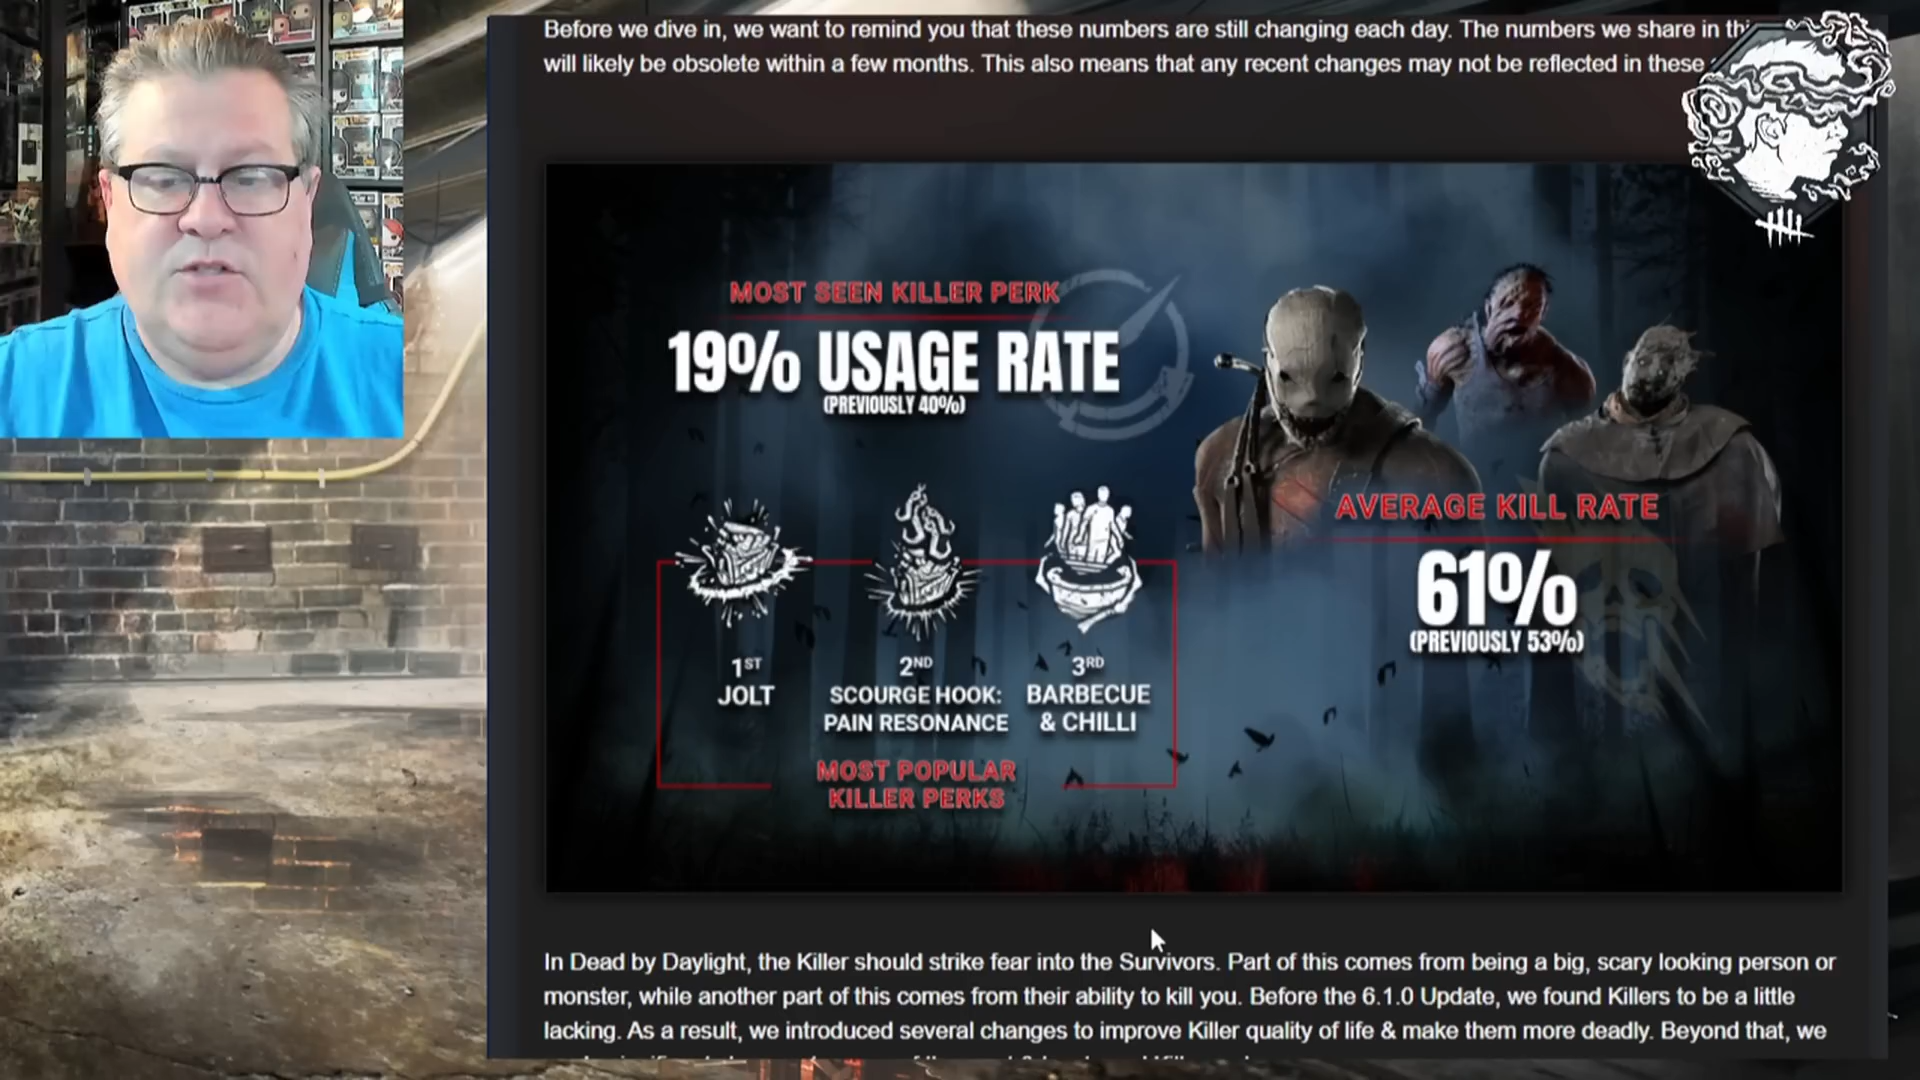 Before we dive in, we want to remind you that these numbers are still changing each day. The numbers we share in
will likely be obsolete within a few months. This also means that any recent changes may not be reflected in these
MOST SEEN KILLER PERK
19% USAGE RATE
(PREVIOUSLY 40%)
AVERAGE KILL RATE
61%
(PREVIOUSLY 53%)
1ST
JOLT
2ND
SCOURGE HOOK:
PAIN RESONANCE
3RD
BARBECUE
& CHILLI
MOST POPULAR
KILLER PERKS
In Dead by Daylight, the Killer should strike fear into the Survivors. Part of this comes from being a big, scary looking person or
monster, while another part of this comes from their ability to kill you. Before the 6.1.0 Update, we found Killers to be a little
lacking. As a result, we introduced several changes to improve Killer quality of life & make them more deadly. Beyond that, we